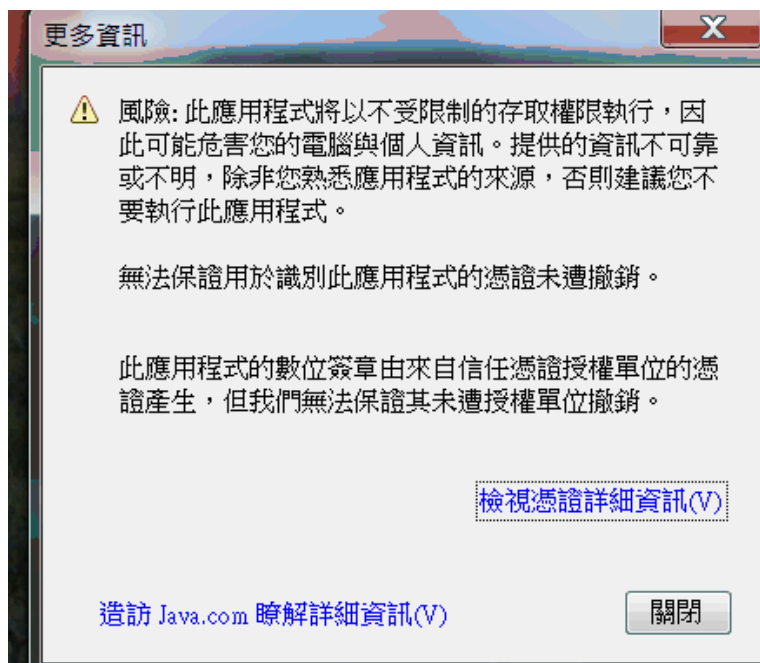 更多資訊
風險: 此應用程式將以不受限制的存取權限執行，因
此可能危害您的電腦與個人資訊。提供的資訊不可靠
或不明，除非您熟悉應用程式的來源，否則建議您不
要執行此應用程式。
無法保證用於識別此應用程式的憑證未遭撤銷。
此應用程式的數位簽章由來自信任憑證授權單位的憑
證產生，但我們無法保證其未遭授權單位撤銷。
檢視憑證詳細資訊(V)
造訪 Java.com 瞭解詳細資訊(V)
關閉